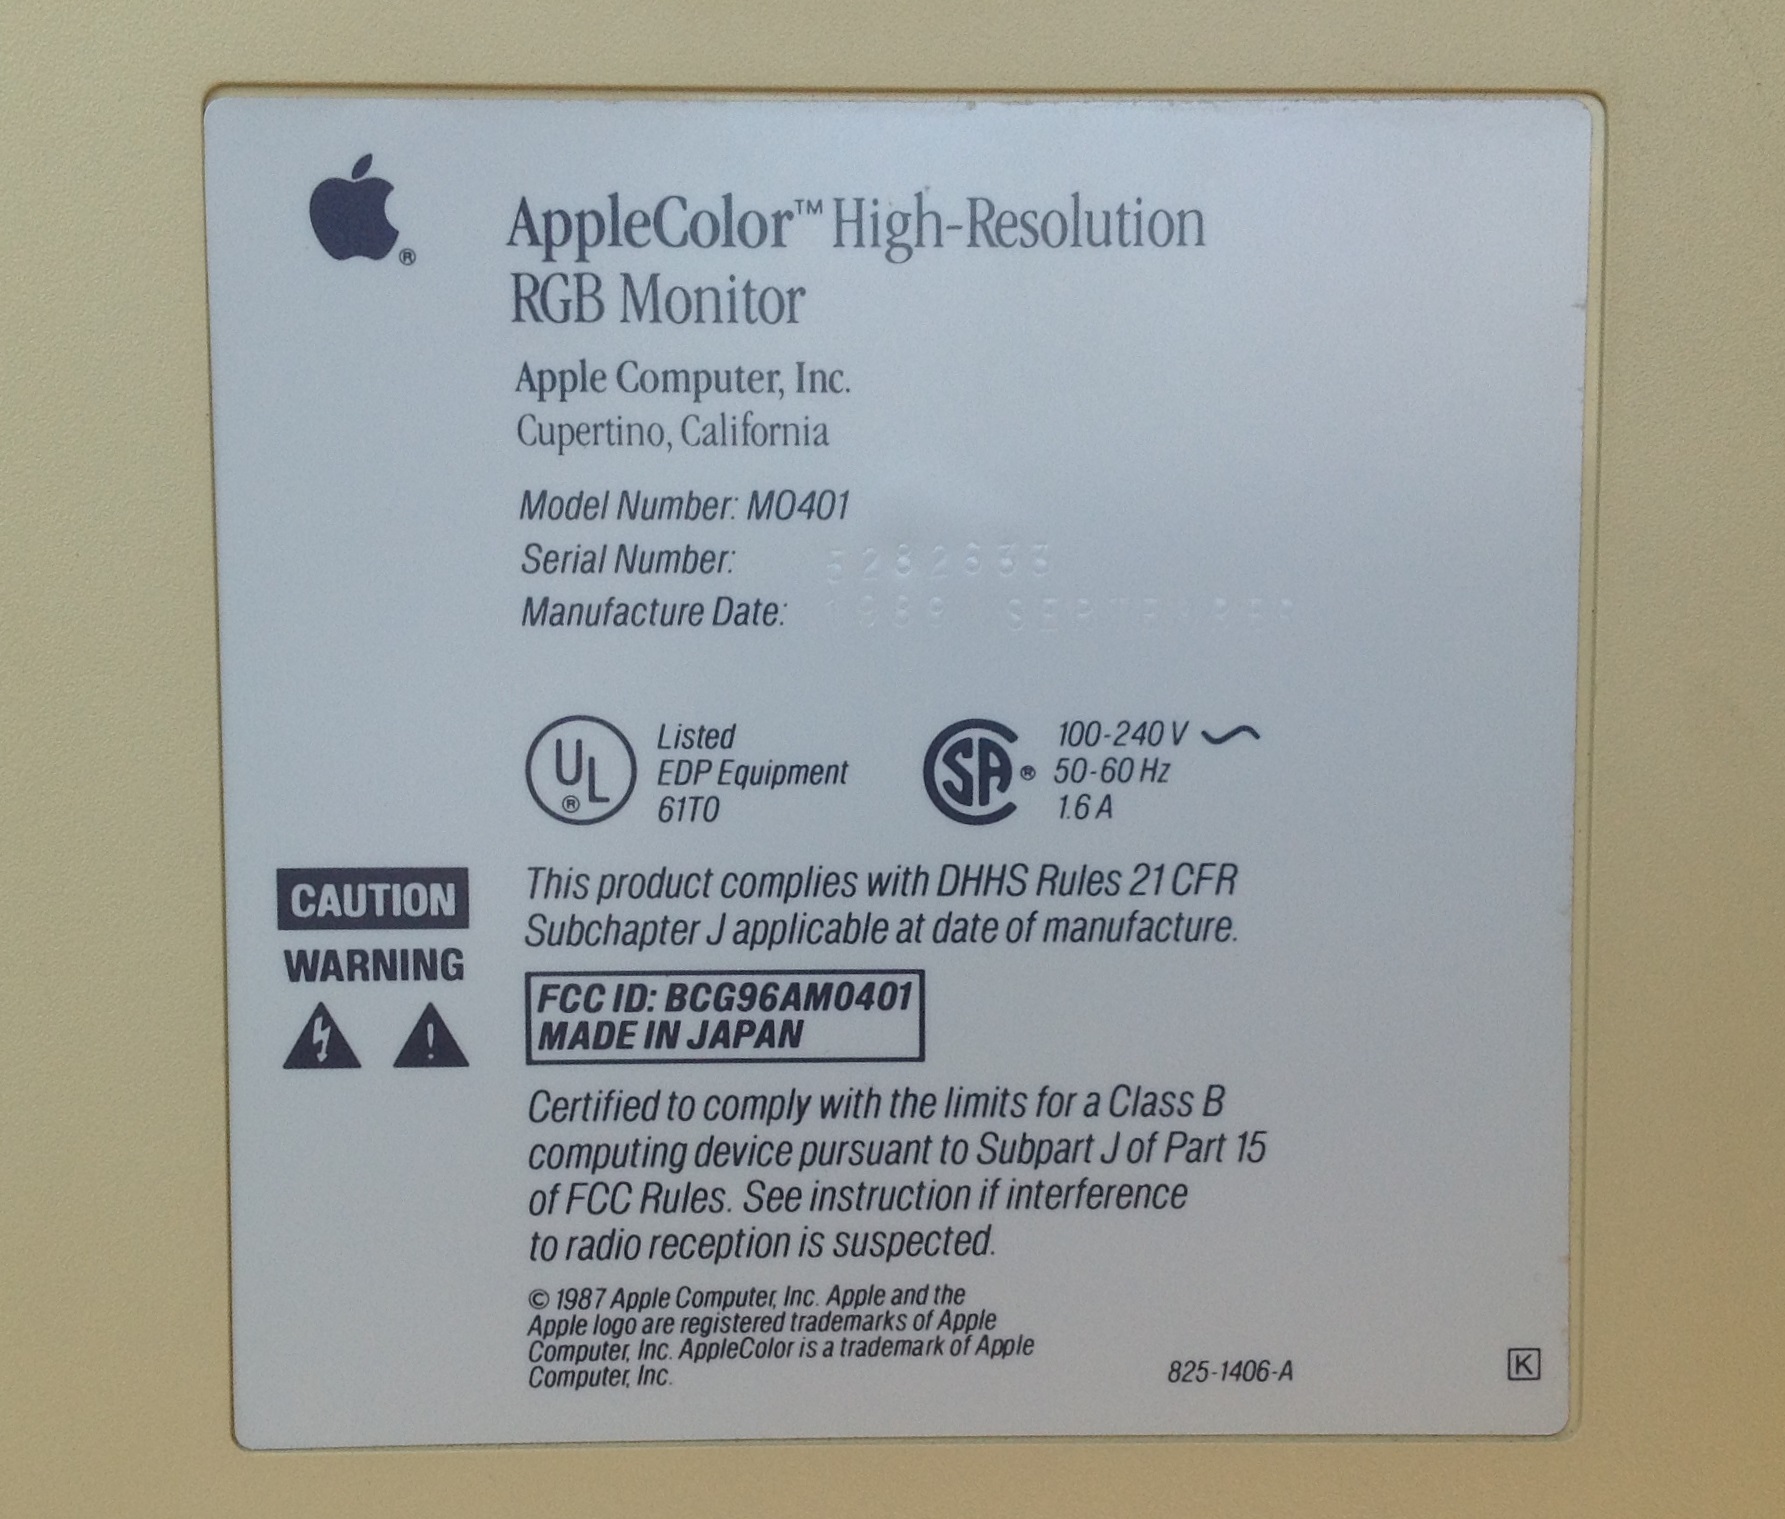 AppleColor™ High-Resolution
RGB Monitor
Apple Computer, Inc.
Cupertino, California
Model Number: MO401
Serial Number:
Manufacture Date: 1989 SEPTEMBER
UL ® Listed
EDP Equipment
61T0
SA ® 100-240 V ~
50-60 Hz
1.6 A
CAUTION
WARNING
This product complies with DHHS Rules 21 CFR
Subchapter J applicable at date of manufacture.
FCC ID: BCG96AM0401
MADE IN JAPAN
Certified to comply with the limits for a Class B
computing device pursuant to Subpart J of Part 15
of FCC Rules. See instruction if interference
to radio reception is suspected.
© 1987 Apple Computer, Inc. Apple and the
Apple logo are registered trademarks of Apple
Computer, Inc. AppleColor is a trademark of Apple
Computer, Inc.
825-1406-A
K